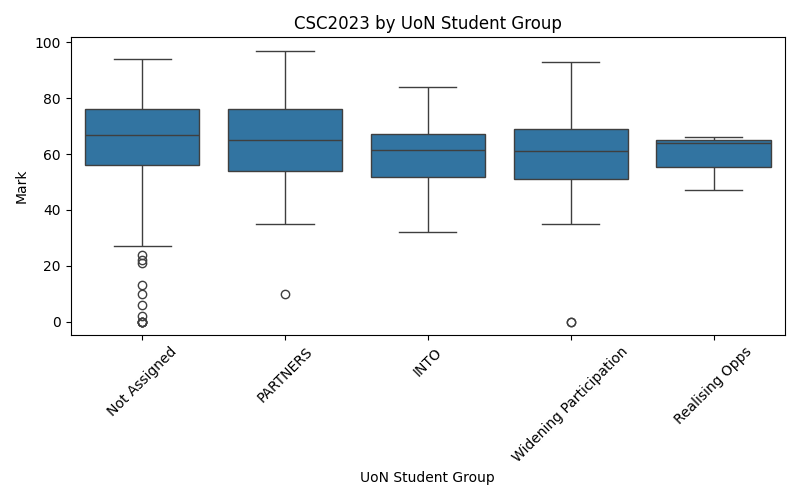 CSC2023 by UoN Student Group
Mark
100
80
60
40
20
0
Not Assigned
PARTNERS
INTO
Widening Participation
Realising Opps
UoN Student Group